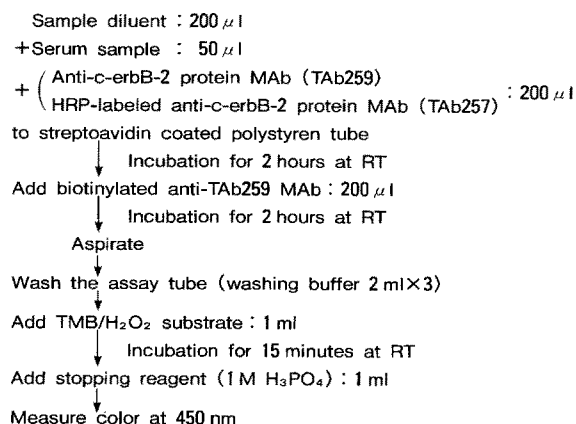 Sample diluent : 200 μl
+Serum sample : 50 μl
+ ( Anti-c-erbB-2 protein MAb (TAb259)
HRP-labeled anti-c-erbB-2 protein MAb (TAb257) ) : 200 μl
to streptoavidin coated polystyren tube
Incubation for 2 hours at RT
Add biotinylated anti-TAb259 MAb : 200 μl
Incubation for 2 hours at RT
Aspirate
Wash the assay tube (washing buffer 2 ml×3)
Add TMB/H₂O₂ substrate : 1 ml
Incubation for 15 minutes at RT
Add stopping reagent (1 M H₃PO₄) : 1 ml
Measure color at 450 nm